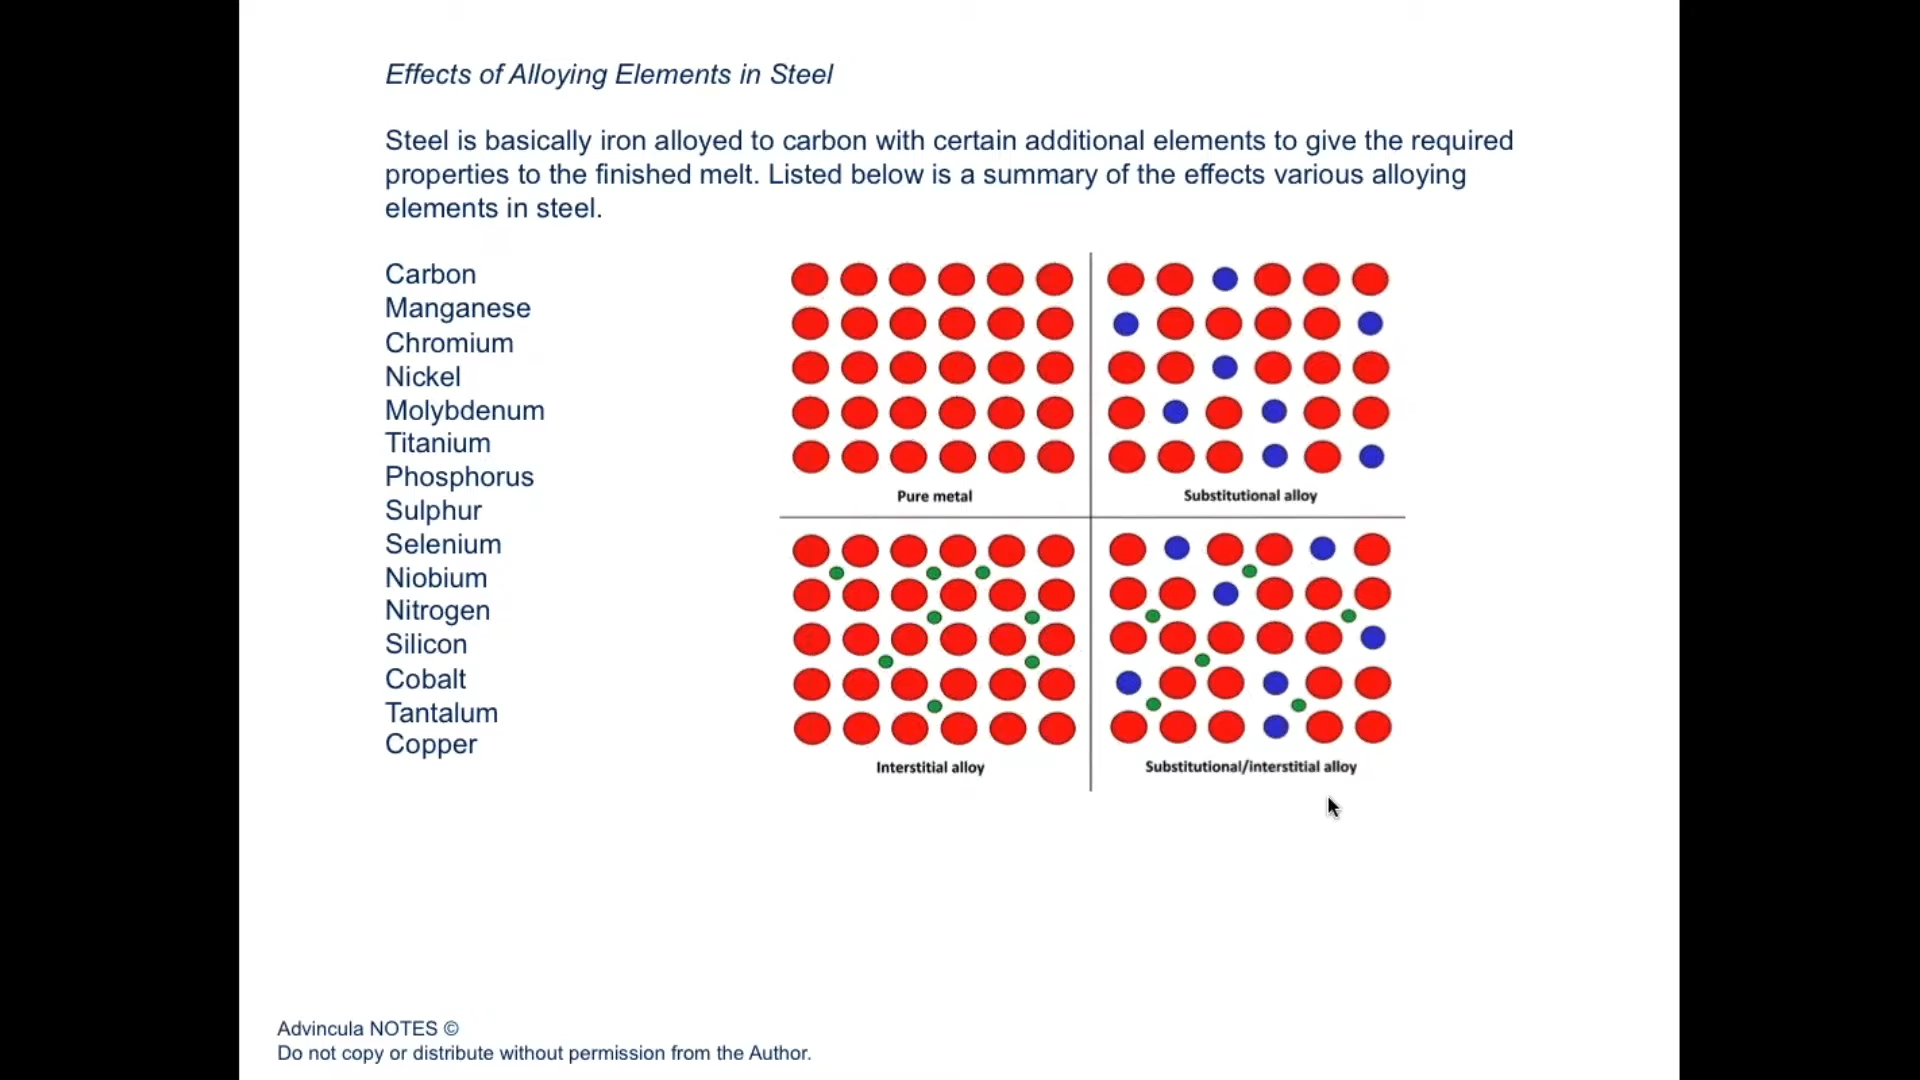 Effects of Alloying Elements in Steel
Steel is basically iron alloyed to carbon with certain additional elements to give the required
properties to the finished melt. Listed below is a summary of the effects various alloying
elements in steel.
Carbon
Manganese
Chromium
Nickel
Molybdenum
Titanium
Phosphorus
Sulphur
Selenium
Niobium
Nitrogen
Silicon
Cobalt
Tantalum
Copper
Pure metal
Substitutional alloy
Interstitial alloy
Substitutional/interstitial alloy
Advincula NOTES ©
Do not copy or distribute without permission from the Author.